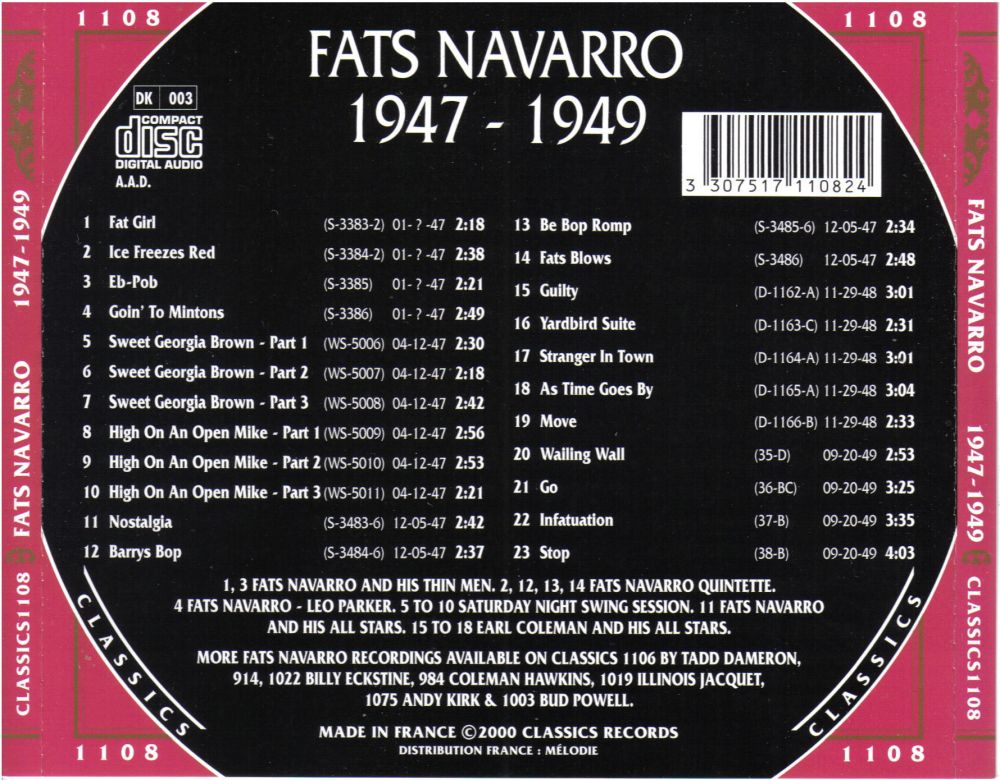 1108
1108
FATS NAVARRO
1947 - 1949
DK 003
COMPACT
disc
DIGITAL AUDIO
A.A.D.
3 307517 110824
1 Fat Girl (S-3383-2) 01- ? -47 2:18
2 Ice Freezes Red (S-3384-2) 01- ? -47 2:38
3 Eb-Pob (S-3385) 01- ? -47 2:21
4 Goin' To Mintons (S-3386) 01- ? -47 2:49
5 Sweet Georgia Brown - Part 1 (WS-5006) 04-12-47 2:30
6 Sweet Georgia Brown - Part 2 (WS-5007) 04-12-47 2:18
7 Sweet Georgia Brown - Part 3 (WS-5008) 04-12-47 2:42
8 High On An Open Mike - Part 1 (WS-5009) 04-12-47 2:56
9 High On An Open Mike - Part 2 (WS-5010) 04-12-47 2:53
10 High On An Open Mike - Part 3 (WS-5011) 04-12-47 2:21
11 Nostalgia (S-3483-6) 12-05-47 2:42
12 Barrys Bop (S-3484-6) 12-05-47 2:37
13 Be Bop Romp (S-3485-6) 12-05-47 2:34
14 Fats Blows (S-3486) 12-05-47 2:48
15 Guilty (D-1162-A) 11-29-48 3:01
16 Yardbird Suite (D-1163-C) 11-29-48 2:31
17 Stranger In Town (D-1164-A) 11-29-48 3:01
18 As Time Goes By (D-1165-A) 11-29-48 3:04
19 Move (D-1166-B) 11-29-48 2:33
20 Wailing Wall (35-D) 09-20-49 2:53
21 Go (36-BC) 09-20-49 3:25
22 Infatuation (37-B) 09-20-49 3:35
23 Stop (38-B) 09-20-49 4:03
1, 3 FATS NAVARRO AND HIS THIN MEN. 2, 12, 13, 14 FATS NAVARRO QUINTETTE.
4 FATS NAVARRO - LEO PARKER. 5 TO 10 SATURDAY NIGHT SWING SESSION. 11 FATS NAVARRO
AND HIS ALL STARS. 15 TO 18 EARL COLEMAN AND HIS ALL STARS.
MORE FATS NAVARRO RECORDINGS AVAILABLE ON CLASSICS 1106 BY TADD DAMERON,
914, 1022 BILLY ECKSTINE, 984 COLEMAN HAWKINS, 1019 ILLINOIS JACQUET,
1075 ANDY KIRK & 1003 BUD POWELL.
MADE IN FRANCE ©2000 CLASSICS RECORDS
DISTRIBUTION FRANCE : MÉLODIE
CLASSICS
CLASSICS
1108
1108
CLASSICS1108 FATS NAVARRO 1947-1949
FATS NAVARRO 1947-1949 CLASSICS1108